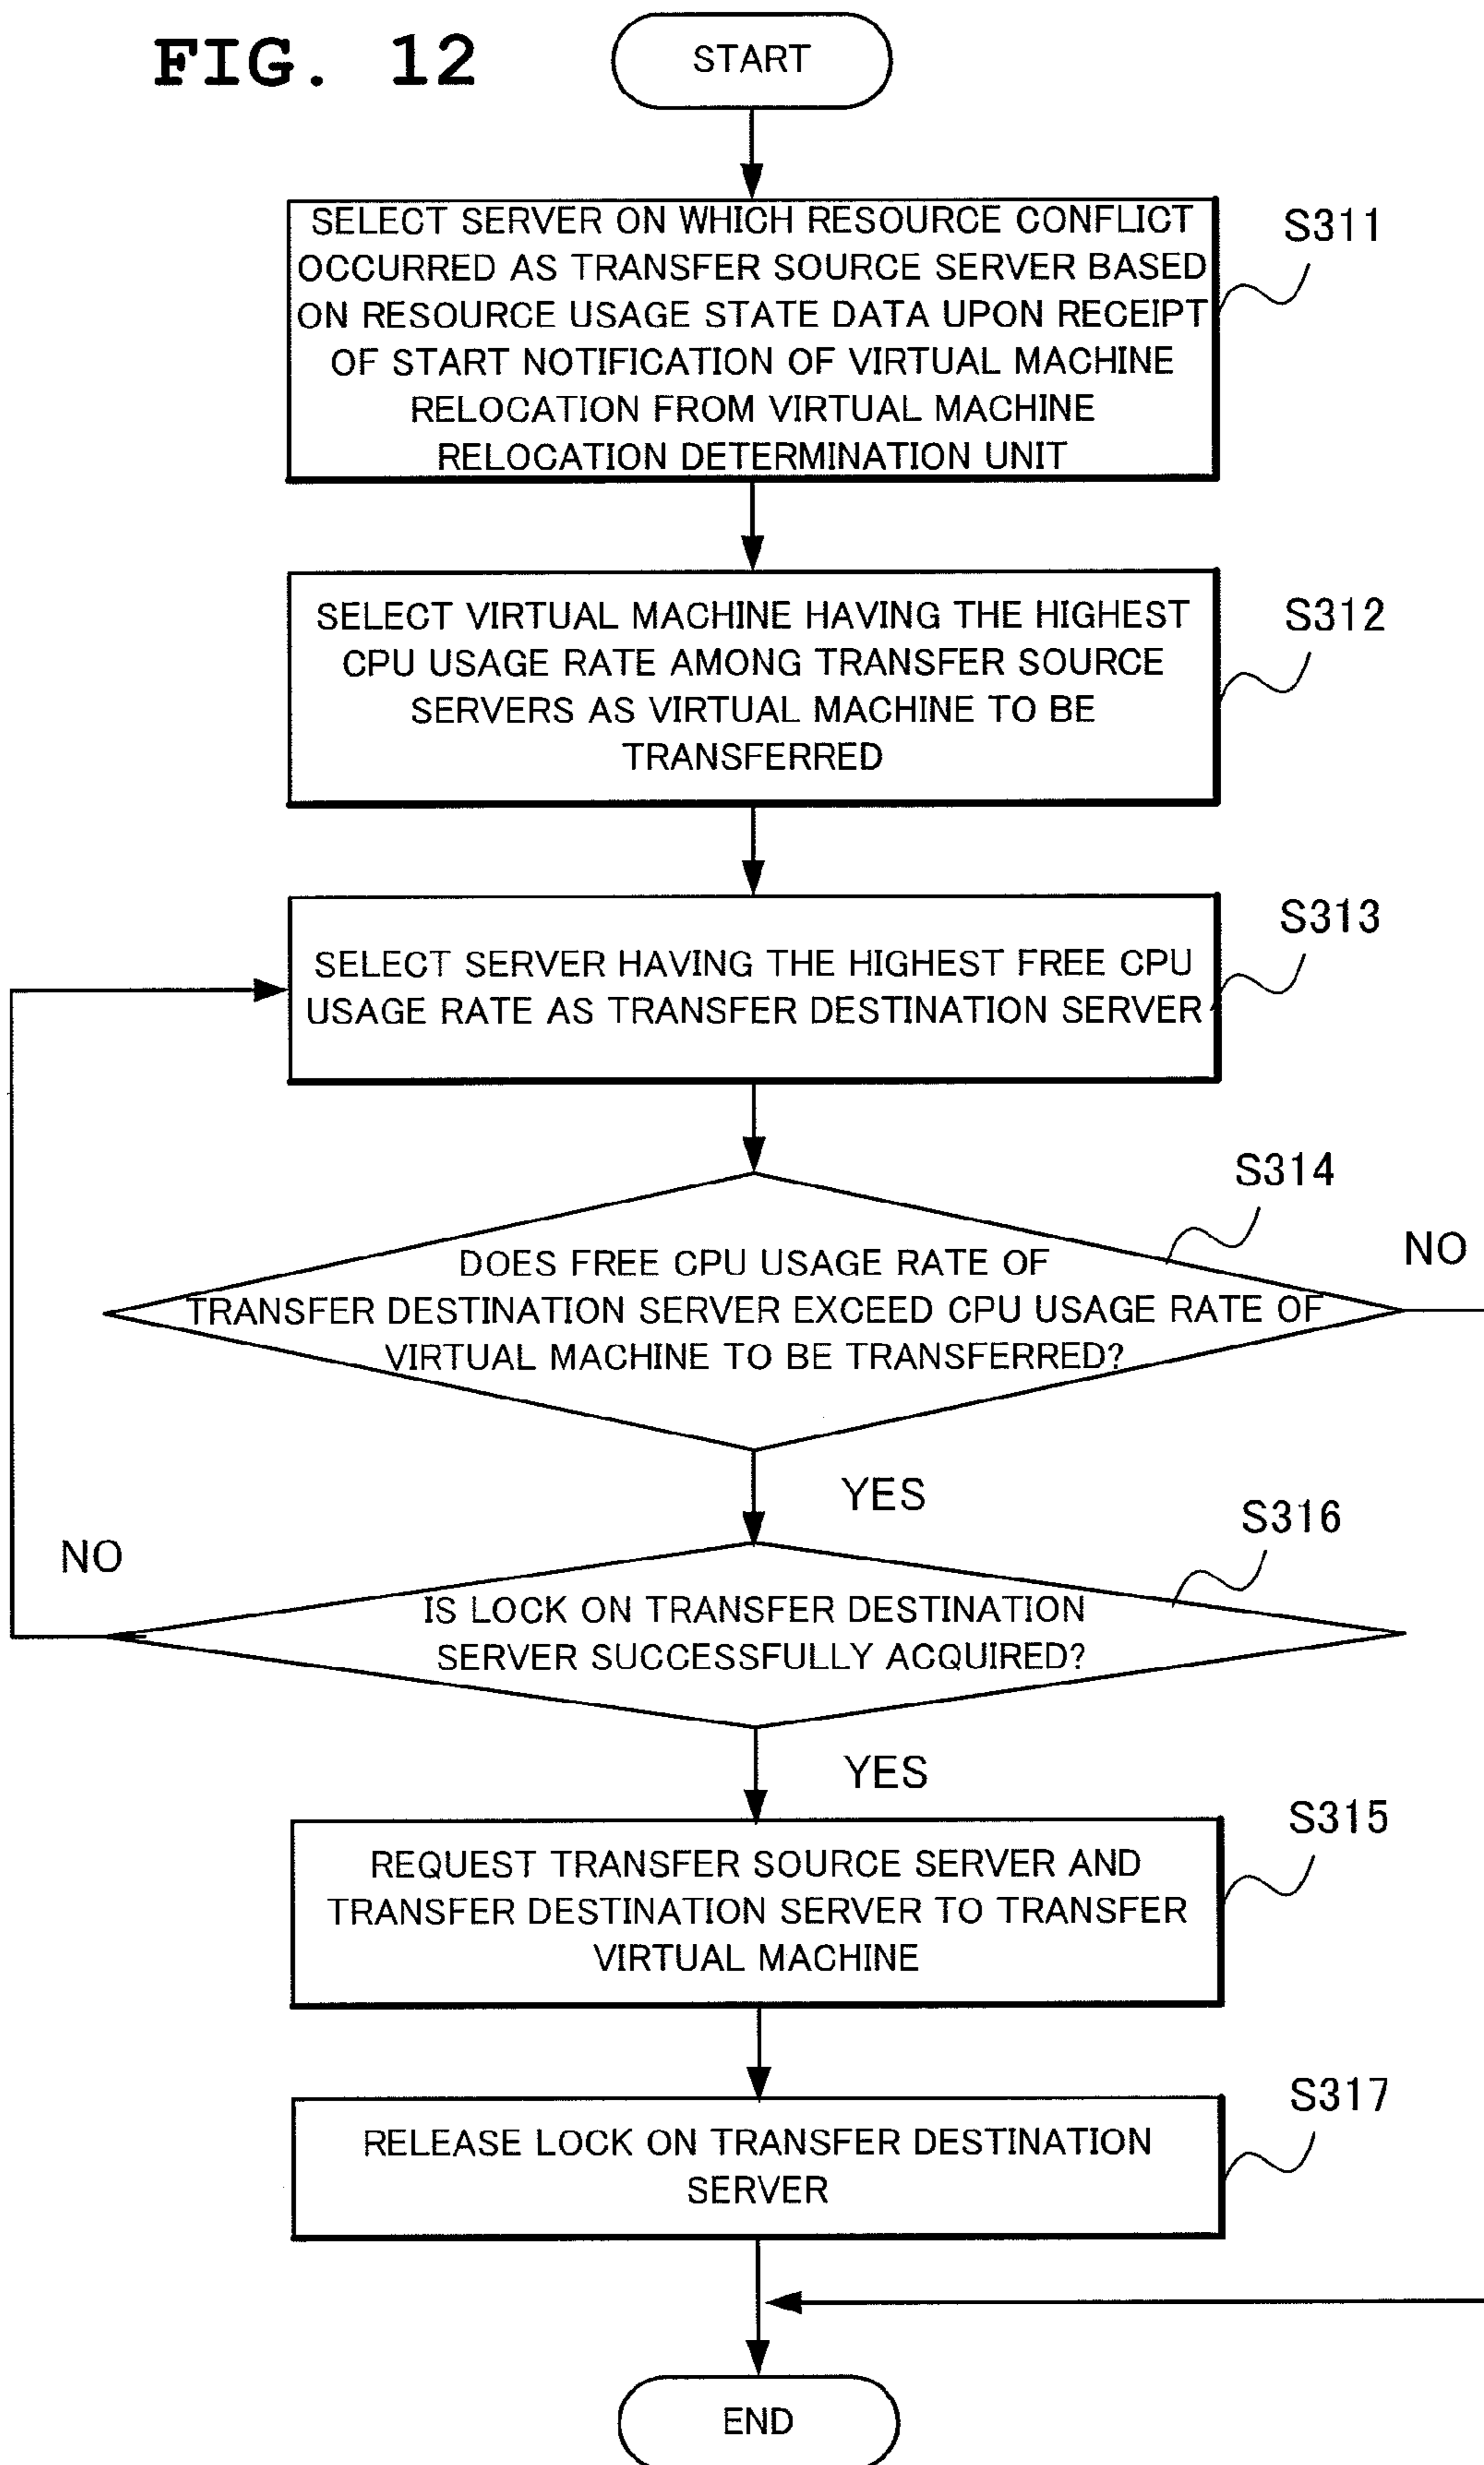 FIG. 12
START
SELECT SERVER ON WHICH RESOURCE CONFLICT
OCCURRED AS TRANSFER SOURCE SERVER BASED
ON RESOURCE USAGE STATE DATA UPON RECEIPT
OF START NOTIFICATION OF VIRTUAL MACHINE
RELOCATION FROM VIRTUAL MACHINE
RELOCATION DETERMINATION UNIT
S311
SELECT VIRTUAL MACHINE HAVING THE HIGHEST
CPU USAGE RATE AMONG TRANSFER SOURCE
SERVERS AS VIRTUAL MACHINE TO BE
TRANSFERRED
S312
SELECT SERVER HAVING THE HIGHEST FREE CPU
USAGE RATE AS TRANSFER DESTINATION SERVER
S313
DOES FREE CPU USAGE RATE OF
TRANSFER DESTINATION SERVER EXCEED CPU USAGE RATE OF
VIRTUAL MACHINE TO BE TRANSFERRED?
S314
NO
YES
IS LOCK ON TRANSFER DESTINATION
SERVER SUCCESSFULLY ACQUIRED?
S316
NO
YES
REQUEST TRANSFER SOURCE SERVER AND
TRANSFER DESTINATION SERVER TO TRANSFER
VIRTUAL MACHINE
S315
RELEASE LOCK ON TRANSFER DESTINATION
SERVER
S317
END